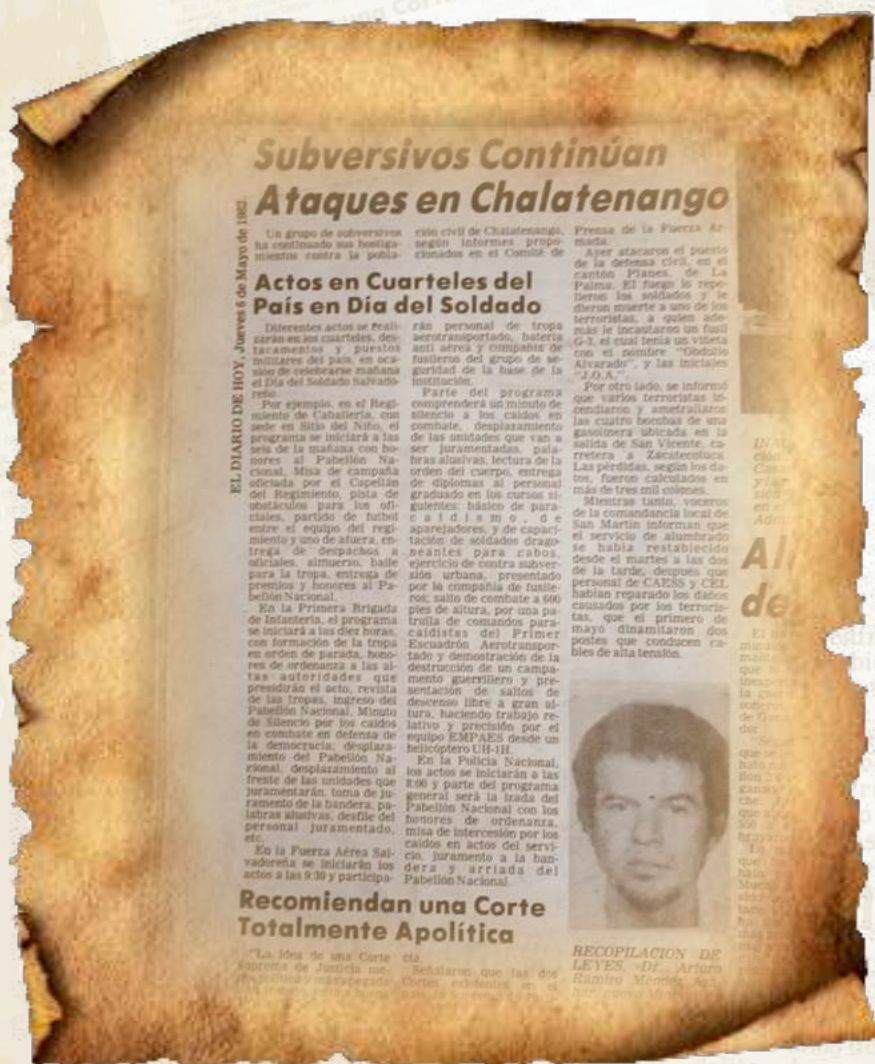 Subversivos Continúan
Ataques en Chalatenango
EL DIARIO DE HOY, Jueves 6 de Mayo de 1982.
Un grupo de subversivos
ha continuado sus hostiga-
mientos contra la pobla-
ción civil de Chalatenango,
según informes propo-
cionados en el Comité de
Prensa de la Fuerza Ar-
mada.
Ayer atacaron el puesto
de la defensa civil, en el
cantón Planes, de La
Palma. El fuego lo repe-
lieron los soldados y le
dieron muerte a uno de los
terroristas, a quien ade-
más le incautaron un fusil
G-3, el cual tenía un viñeta
con el nombre "Obdulio
Alvarado", y las iniciales
"J.O.A.".
Por otro lado, se informó
que varios terroristas in-
cendiaron y ametrallaron
las cuatro bombas de una
gasolinera ubicada en la
salida de San Vicente, ca-
rretera a Zacatecoluca.
Las pérdidas, según los da-
tos, fueron calculados en
más de tres mil colones.
Mientras tanto, voceros
de la comandancia local de
San Martín informan que
el servicio de alumbrado
se había restablecido
desde el martes a las dos
de la tarde, después que
personal de CAESS y CEL
habían reparado los daños
causados por los terroris-
tas, que el primero de
mayo dinamitaron dos
postes que conducen ca-
bles de alta tensión.
Actos en Cuarteles del
País en Día del Soldado
Diferentes actos se reali-
zarán en los cuarteles, des-
tacamentos y puestos
militares del país, en oca-
sion de celebrarse mañana
el Día del Soldado Salvado-
reño.
Por ejemplo, en el Regi-
miento de Caballería, con
sede en Sitio del Niño, el
programa se iniciará a las
seis de la mañana con ho-
nores al Pabellón Na-
cional, Misa de campaña
oficiada por el Capellán
del Regimiento, pista de
obstáculos para los ofi-
ciales, partido de futbol
entre el equipo del regi-
miento y uno de afuera, en-
trega de despachos a
oficiales, almuerzo, baile
para la tropa, entrega de
premios y honores al Pa-
bellón Nacional.
En la Primera Brigada
de Infantería, el programa
se iniciará a las diez horas,
con formación de la tropa
en orden de parada, hono-
res de ordenanza a las al-
tas autoridades que
presidirán el acto, revista
de las tropas, ingreso del
Pabellón Nacional, Minuto
de Silencio por los caídos
en combate en defensa de
la democracia, desplaza-
miento del Pabellón Na-
cional, desplazamiento al
frente de las unidades que
juramentarán, toma de ju-
ramento de la bandera, pa-
labras alusivas, desfile del
personal juramentado,
etc.
En la Fuerza Aérea Sal-
vadoreña se iniciarán los
actos a las 9:30 y participa-
rán personal de tropa
aerotransportado, batería
anti aérea y compañía de
fusileros del grupo de se-
guridad de la base de la
institución.
Parte del programa
comprenderá un minuto de
silencio a los caídos en
combate, desplazamiento
de las unidades que van a
ser juramentadas, pala-
bras alusivas, lectura de la
orden del cuerpo, entrega
de diplomas al personal
graduado en los cursos si-
guientes: básico de para-
caidismo, de
aparejadores, y de capaci-
tación de soldados drago-
neantes para cabos,
ejercicio de contra subver-
sión urbana, presentado
por la compañía de fusile-
ros; salto de combate a 600
pies de altura, por una pa-
trulla de comandos para-
caidistas del Primer
Escuadrón Aerotranspor-
tado y demostración de la
destrucción de un campa-
mento guerrillero y pre-
sentación de saltos de
descenso libre a gran al-
tura, haciendo trabajo re-
lativo y precisión por el
equipo EMPAES desde un
helicóptero UH-1H.
En la Policía Nacional,
los actos se iniciarán a las
8:00 y parte del programa
general será la izada del
Pabellón Nacional con los
honores de ordenanza,
misa de intercesión por los
caídos en actos del servi-
cio, juramento a la ban-
dera y arriada del
Pabellón Nacional.
Recomiendan una Corte
Totalmente Apolítica
"La idea de una Corte
Suprema de Justicia
cia.
Señalaron que las dos
Cortes existentes en el
RECOPILACION DE
LEYES. Dr. Arturo
Ramiro Méndez